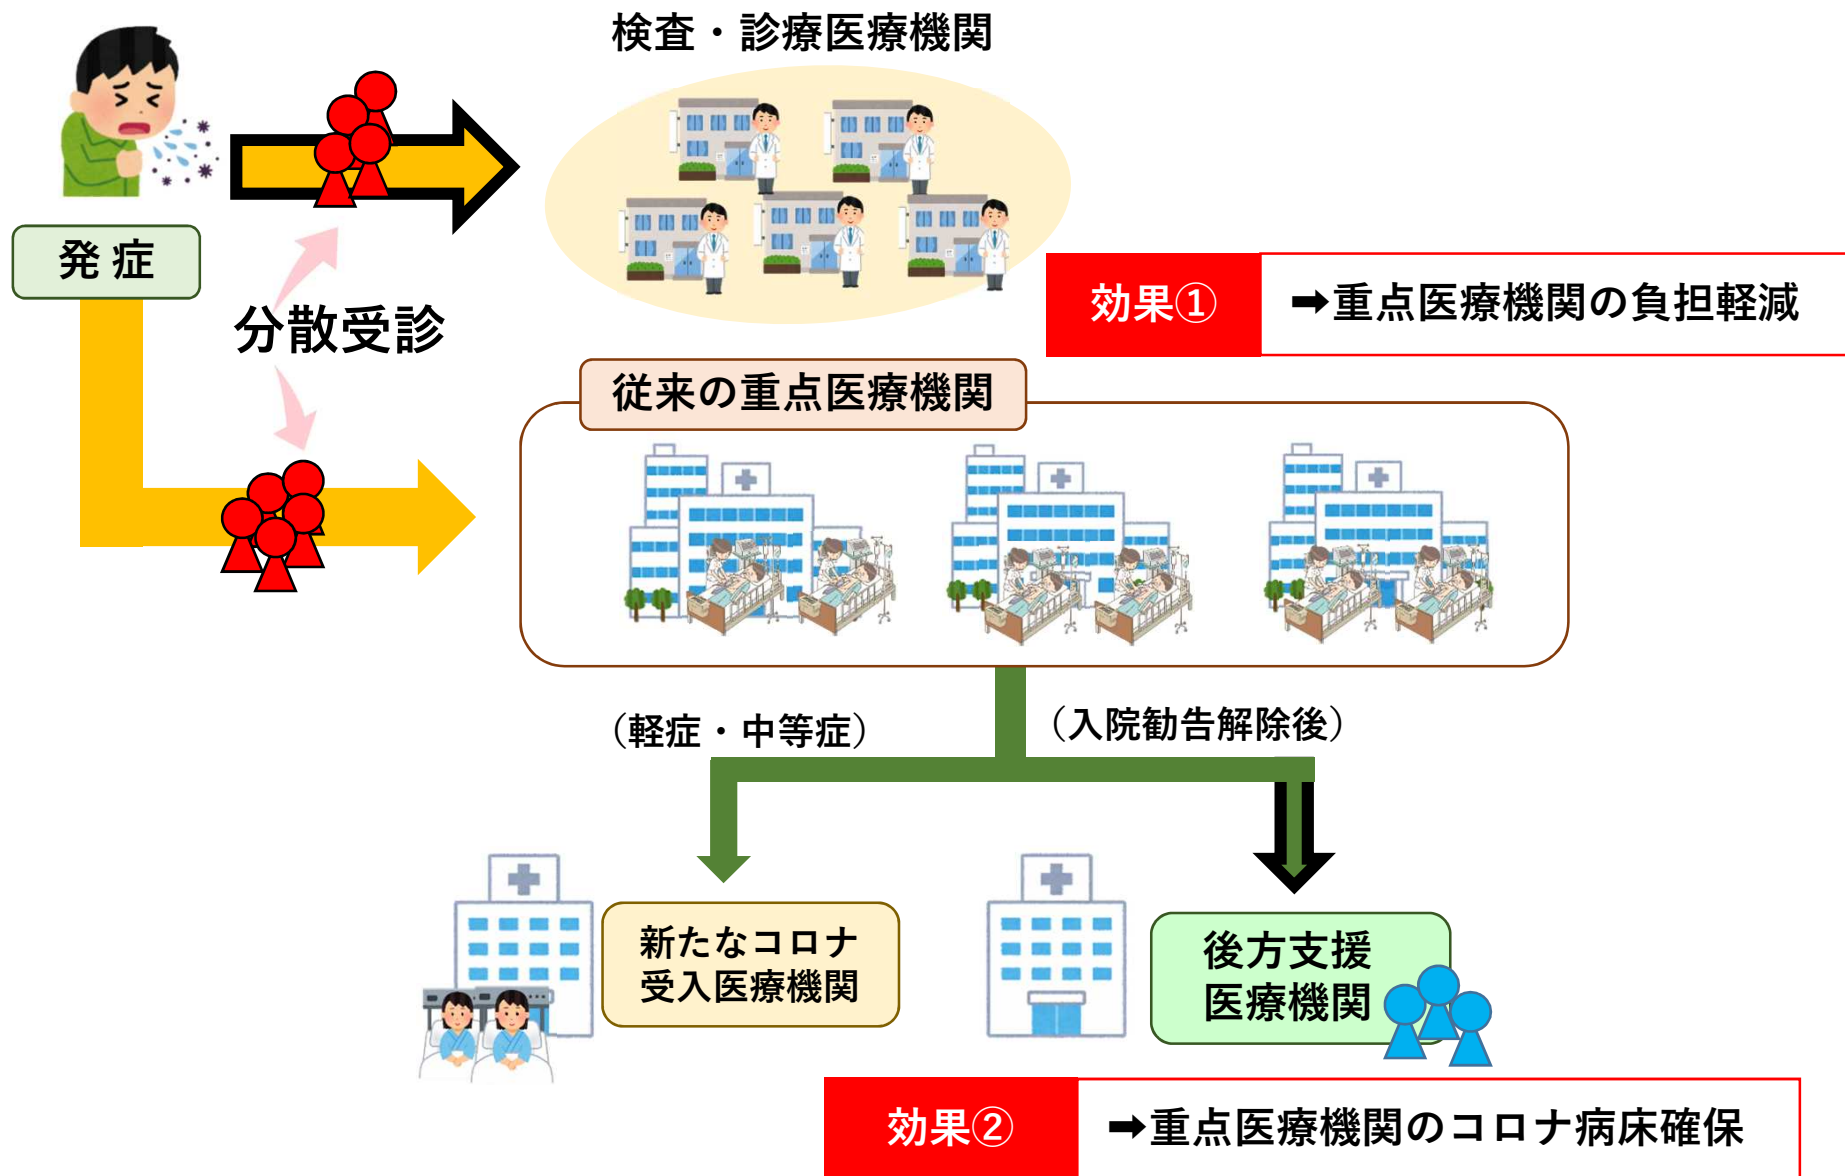 検査・診療医療機関
発 症
分散受診
効果①
➡重点医療機関の負担軽減
従来の重点医療機関
（軽症・中等症）
（入院勧告解除後）
新たなコロナ
受入医療機関
後方支援
医療機関
効果②
➡重点医療機関のコロナ病床確保